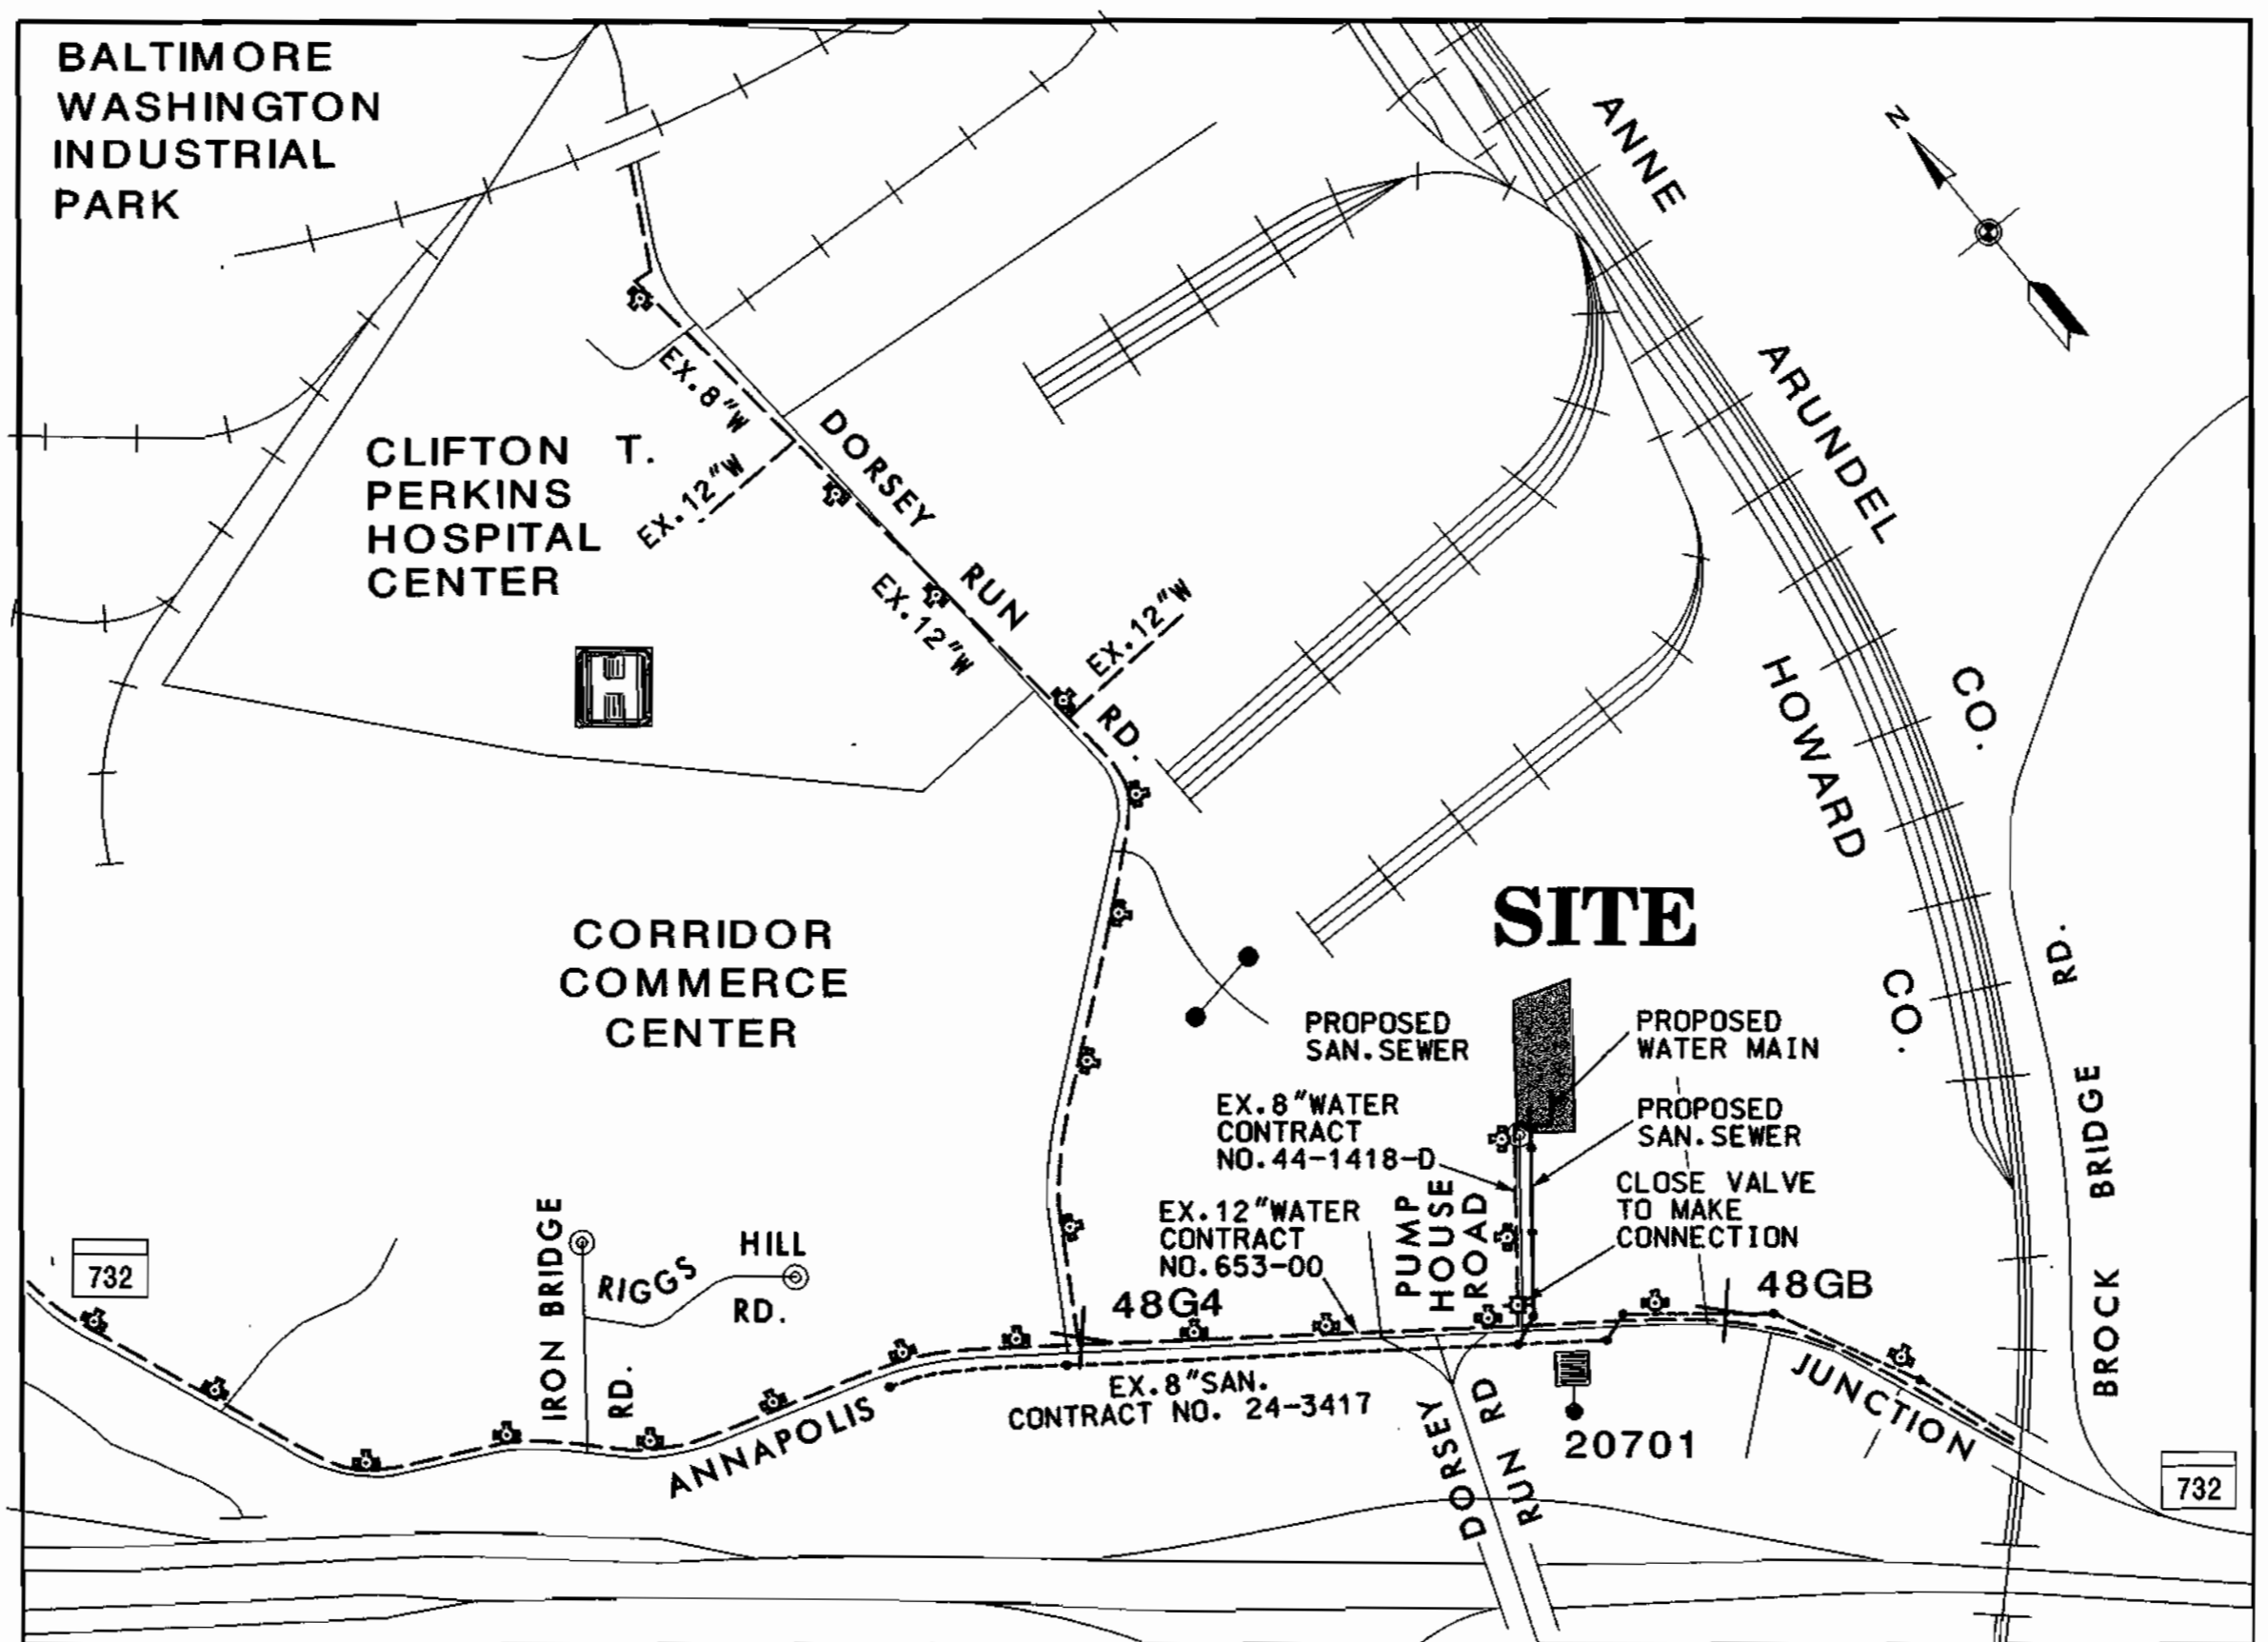 BALTIMORE
WASHINGTON
INDUSTRIAL
PARK
N
ANNE
ARUNDEL
CO.
HOWARD
CO.
CLIFTON T.
PERKINS
HOSPITAL
CENTER
H
EX. 8"W
EX. 12"W
DORSEY
RUN
RD.
EX. 12"W
EX. 12"W
CORRIDOR
COMMERCE
CENTER
SITE
PROPOSED
SAN. SEWER
PROPOSED
WATER MAIN
EX. 8"WATER
CONTRACT
NO. 44-1418-D
PROPOSED
SAN. SEWER
EX. 12"WATER
CONTRACT
NO. 653-00
PUMP
HOUSE
ROAD
CLOSE VALVE
TO MAKE
CONNECTION
BROCK BRIDGE RD.
732
IRON BRIDGE
RD.
RIGGS HILL
RD.
48G4
48GB
EX. 8"SAN.
CONTRACT NO. 24-3417
ANNAPOLIS
JUNCTION
DORSEY
RUN RD
20701
732